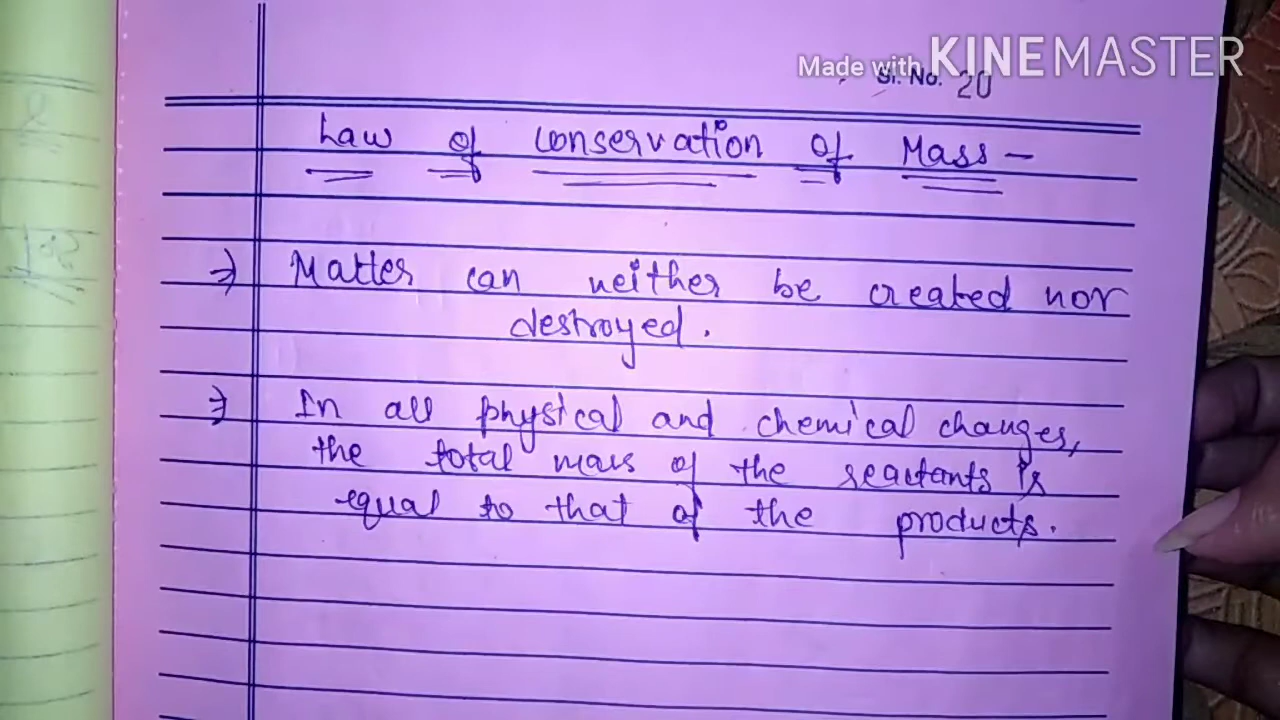 Made with KINEMASTER
Sr. No. 20
Law of Conservation of Mass -
⇒ Matter can neither be created nor
destroyed.
⇒ In all physical and chemical changes,
the total mass of the reactants is
equal to that of the products.